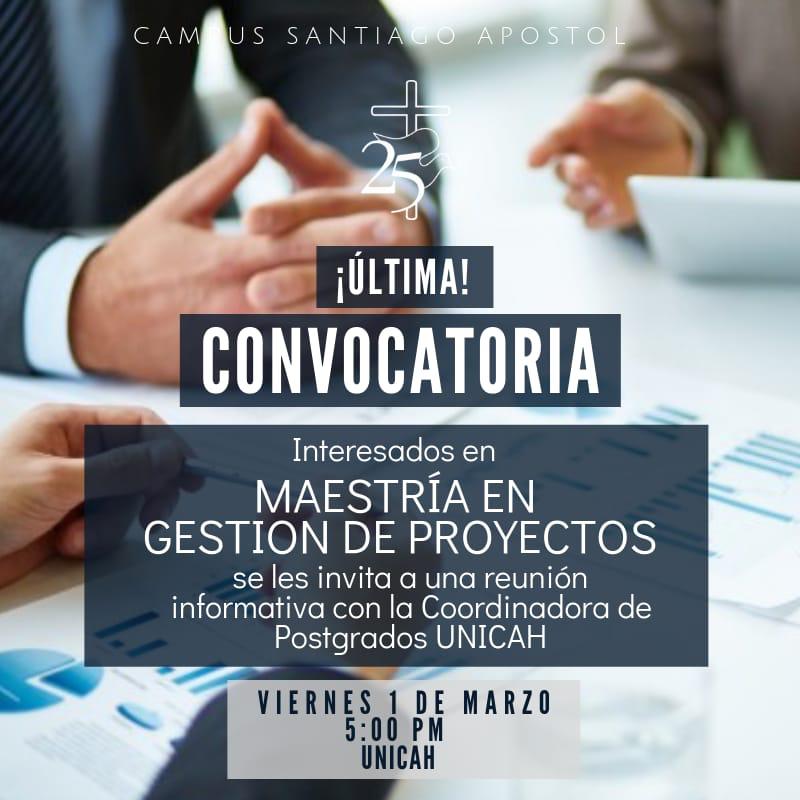 CAMPUS SANTIAGO APOSTOL
25
¡ÚLTIMA!
CONVOCATORIA
Interesados en
MAESTRÍA EN
GESTION DE PROYECTOS
se les invita a una reunión
informativa con la Coordinadora de
Postgrados UNICAH
VIERNES 1 DE MARZO
5:00 PM
UNICAH